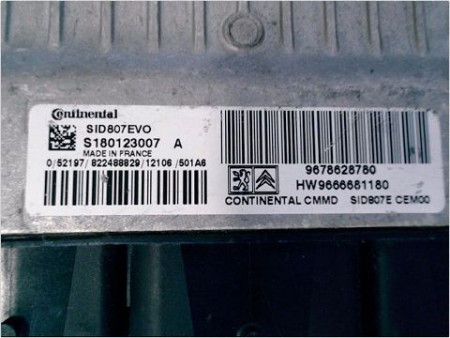 Continental
SID807EVO
S180123007 A
MADE IN FRANCE
0/52197/822488829/12106/501A6
9678628780
HW9666681180
CONTINENTAL CMMD SID807E CEM00